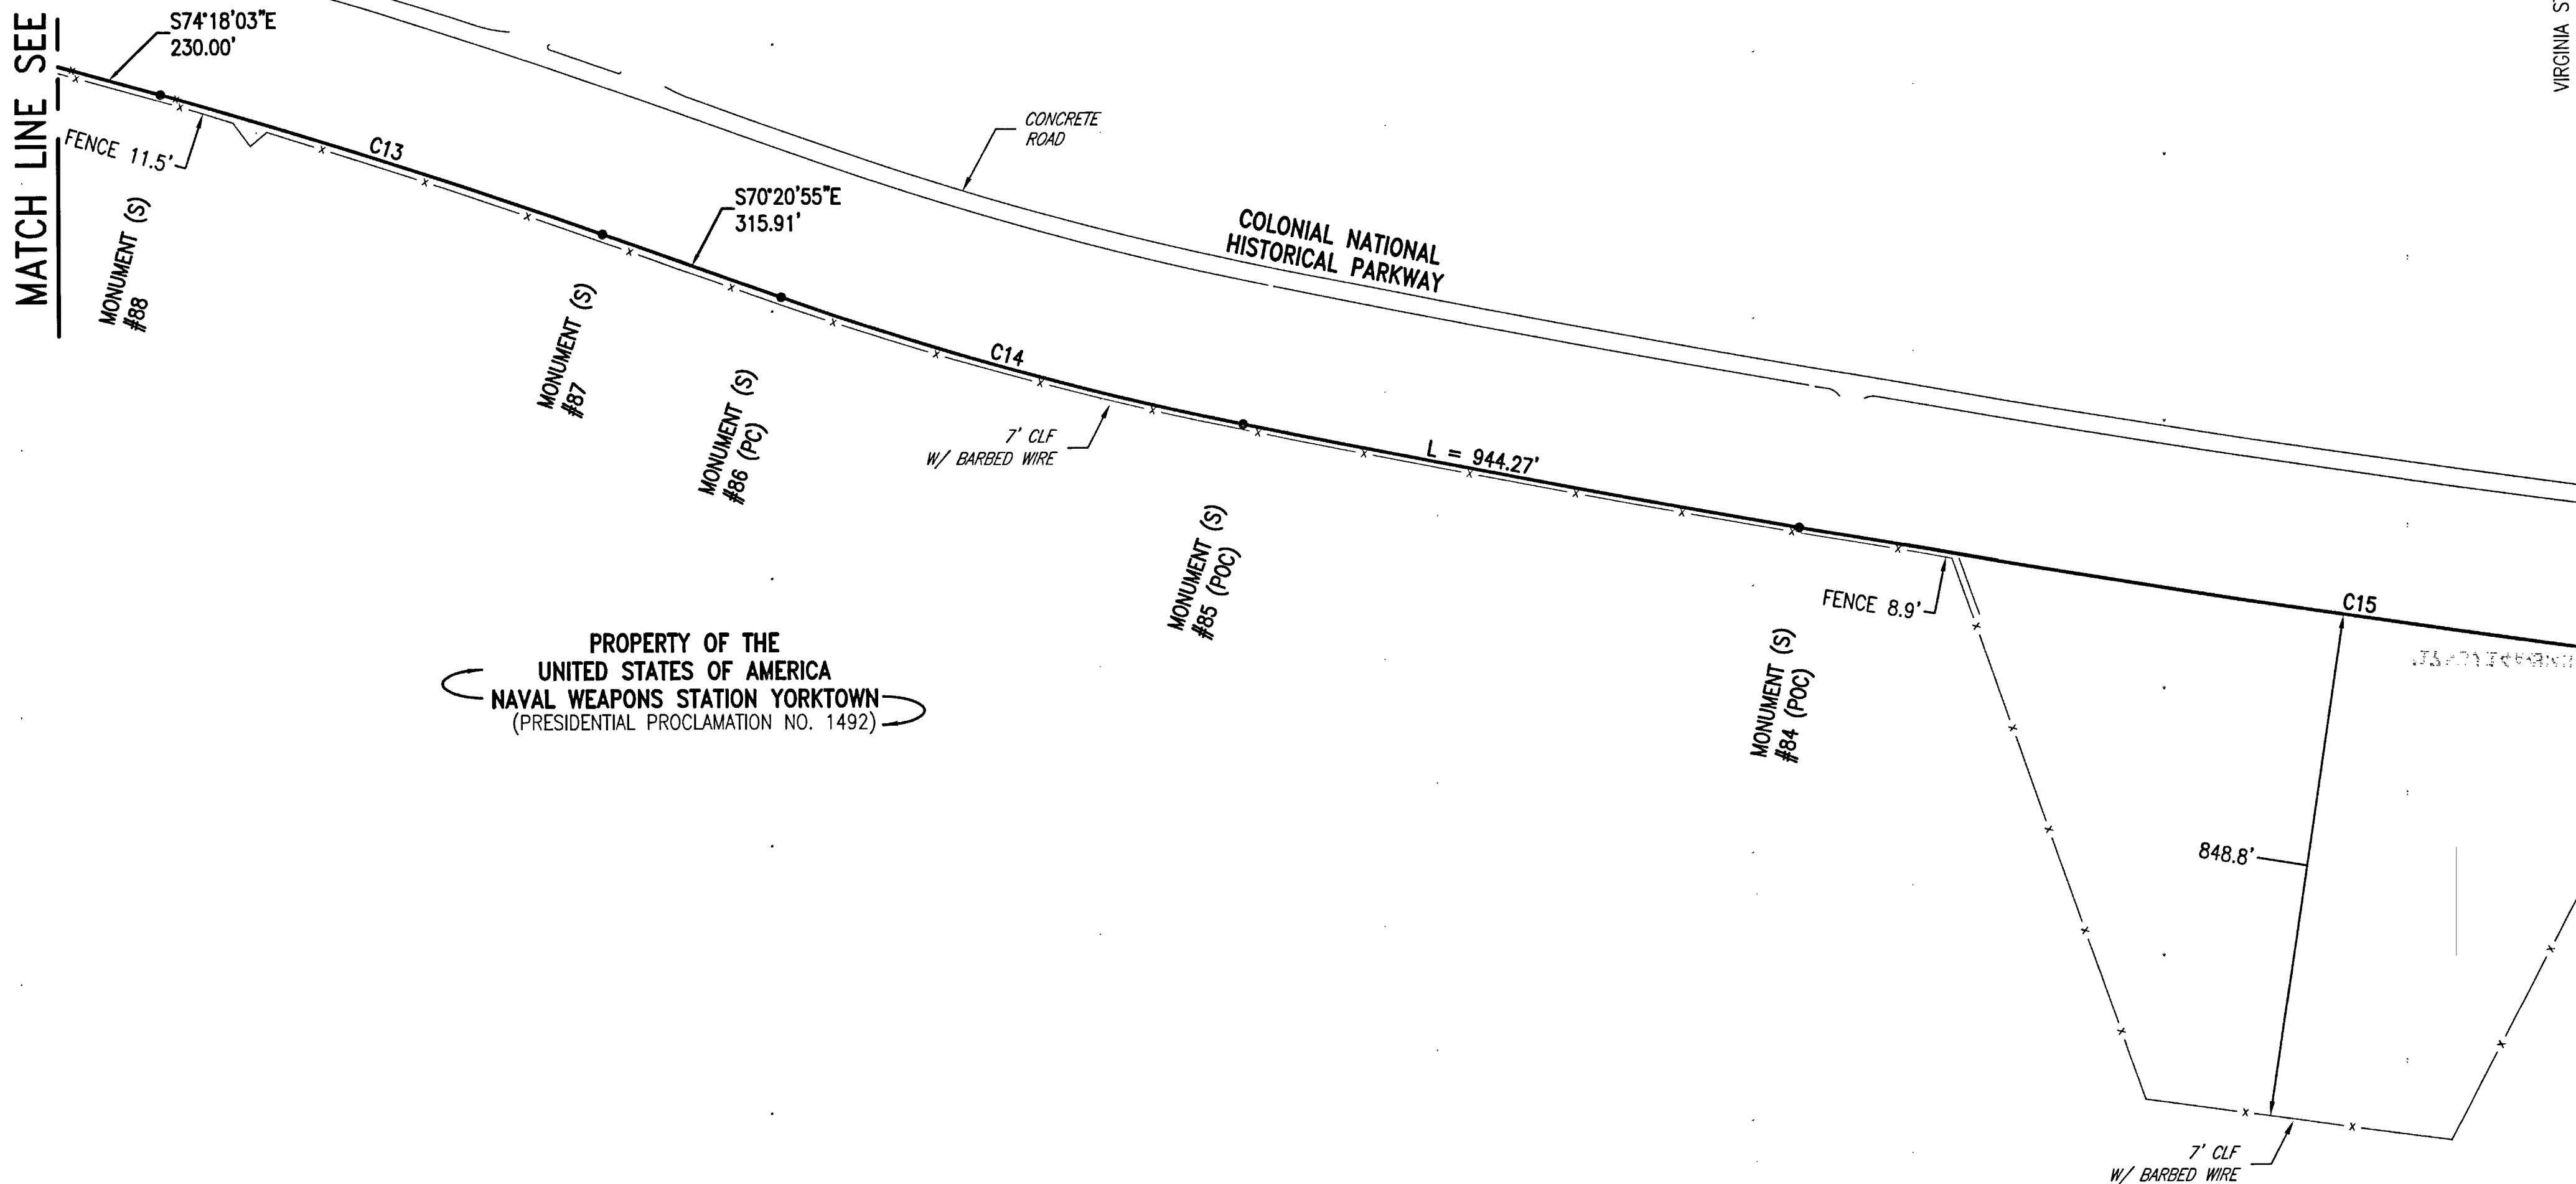 MATCH LINE SEE
S74°18'03"E
230.00'
FENCE 11.5'
C13
MONUMENT (S)
#88
CONCRETE
ROAD
S70°20'55"E
315.91'
COLONIAL NATIONAL
HISTORICAL PARKWAY
MONUMENT (S)
#87
MONUMENT (S)
#86 (PC)
C14
7' CLF
W/ BARBED WIRE
L = 944.27'
MONUMENT (S)
#85 (POC)
PROPERTY OF THE
UNITED STATES OF AMERICA
NAVAL WEAPONS STATION YORKTOWN
(PRESIDENTIAL PROCLAMATION NO. 1492)
FENCE 8.9'
MONUMENT (S)
#84 (POC)
C15
848.8'
7' CLF
W/ BARBED WIRE
VIRGINIA